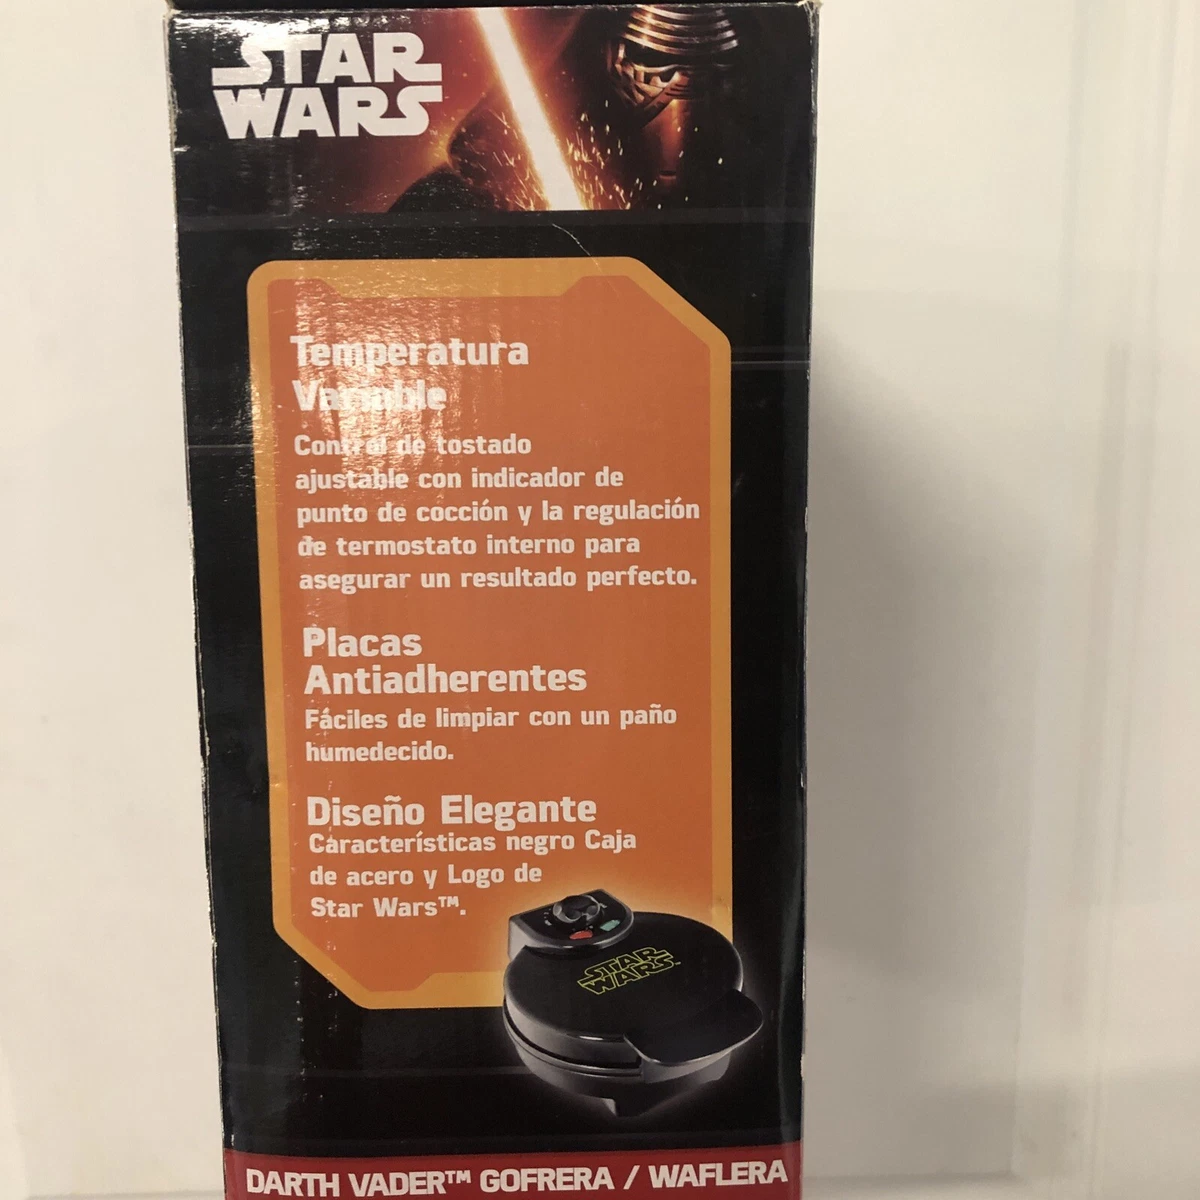 STAR
WARS
Temperatura
Variable
Control de tostado
ajustable con indicador de
punto de cocción y la regulación
de termostato interno para
asegurar un resultado perfecto.
Placas
Antiadherentes
Fáciles de limpiar con un paño
humedecido.
Diseño Elegante
Características negro Caja
de acero y Logo de
Star Wars™.
STAR
WARS
DARTH VADER™ GOFRERA / WAFLERA